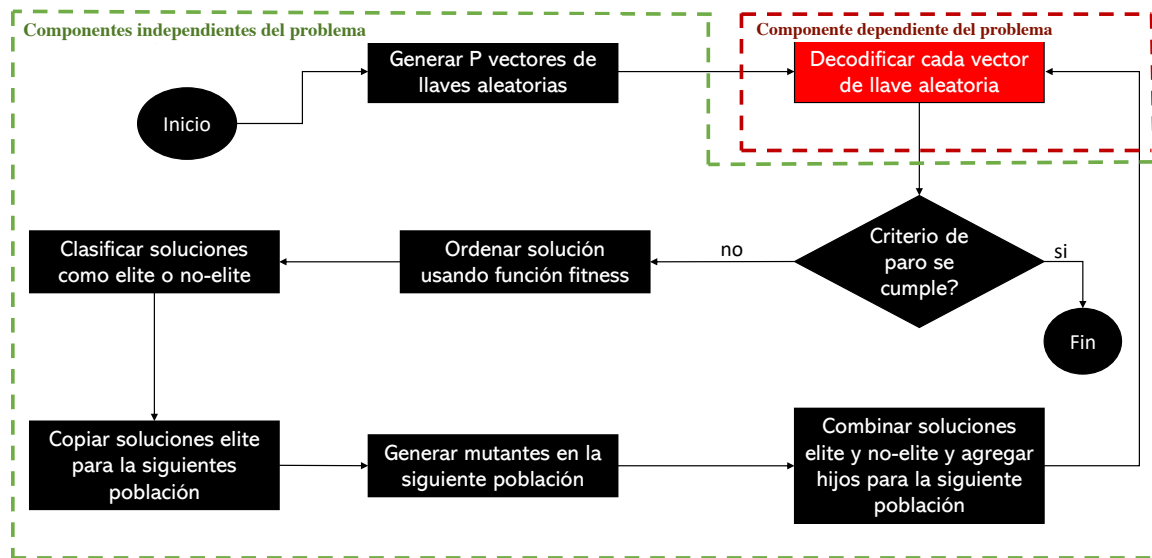 Componentes independientes del problema
Componente dependiente del problema
Generar P vectores de
llaves aleatorias
Decodificar cada vector
de llave aleatoria
Inicio
Clasificar soluciones
como elite o no-elite
Ordenar solución
usando función fitness
no
Criterio de
paro se
cumple?
si
Fin
Copiar soluciones elite
para la siguientes
población
Generar mutantes en la
siguiente población
Combinar soluciones
elite y no-elite y agregar
hijos para la siguiente
población